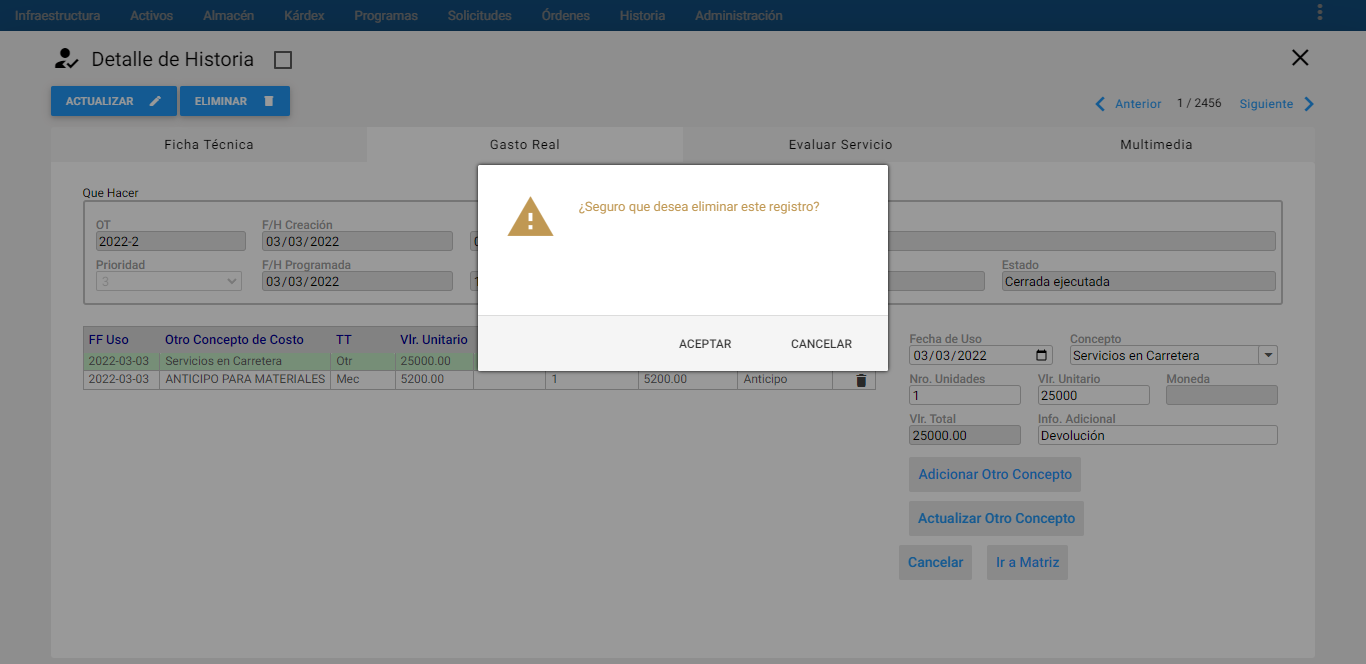 Infraestructura Activos Almacén Kárdex Programas Solicitudes Órdenes Historia Administración
Detalle de Historia
ACTUALIZAR ELIMINAR
Anterior 1 / 2456 Siguiente
Ficha Técnica Gasto Real Evaluar Servicio Multimedia
Que Hacer
OT F/H Creación
2022-2 03/03/2022
Prioridad F/H Programada Estado
3 03/03/2022 Cerrada ejecutada
¿Seguro que desea eliminar este registro?
ACEPTAR CANCELAR
FF Uso Otro Concepto de Costo TT Vlr. Unitario
2022-03-03 Servicios en Carretera Otr 25000.00
2022-03-03 ANTICIPO PARA MATERIALES Mec 5200.00 1 5200.00 Anticipo
Fecha de Uso Concepto
03/03/2022 Servicios en Carretera
Nro. Unidades Vlr. Unitario Moneda
1 25000
Vlr. Total Info. Adicional
25000.00 Devolución
Adicionar Otro Concepto
Actualizar Otro Concepto
Cancelar Ir a Matriz